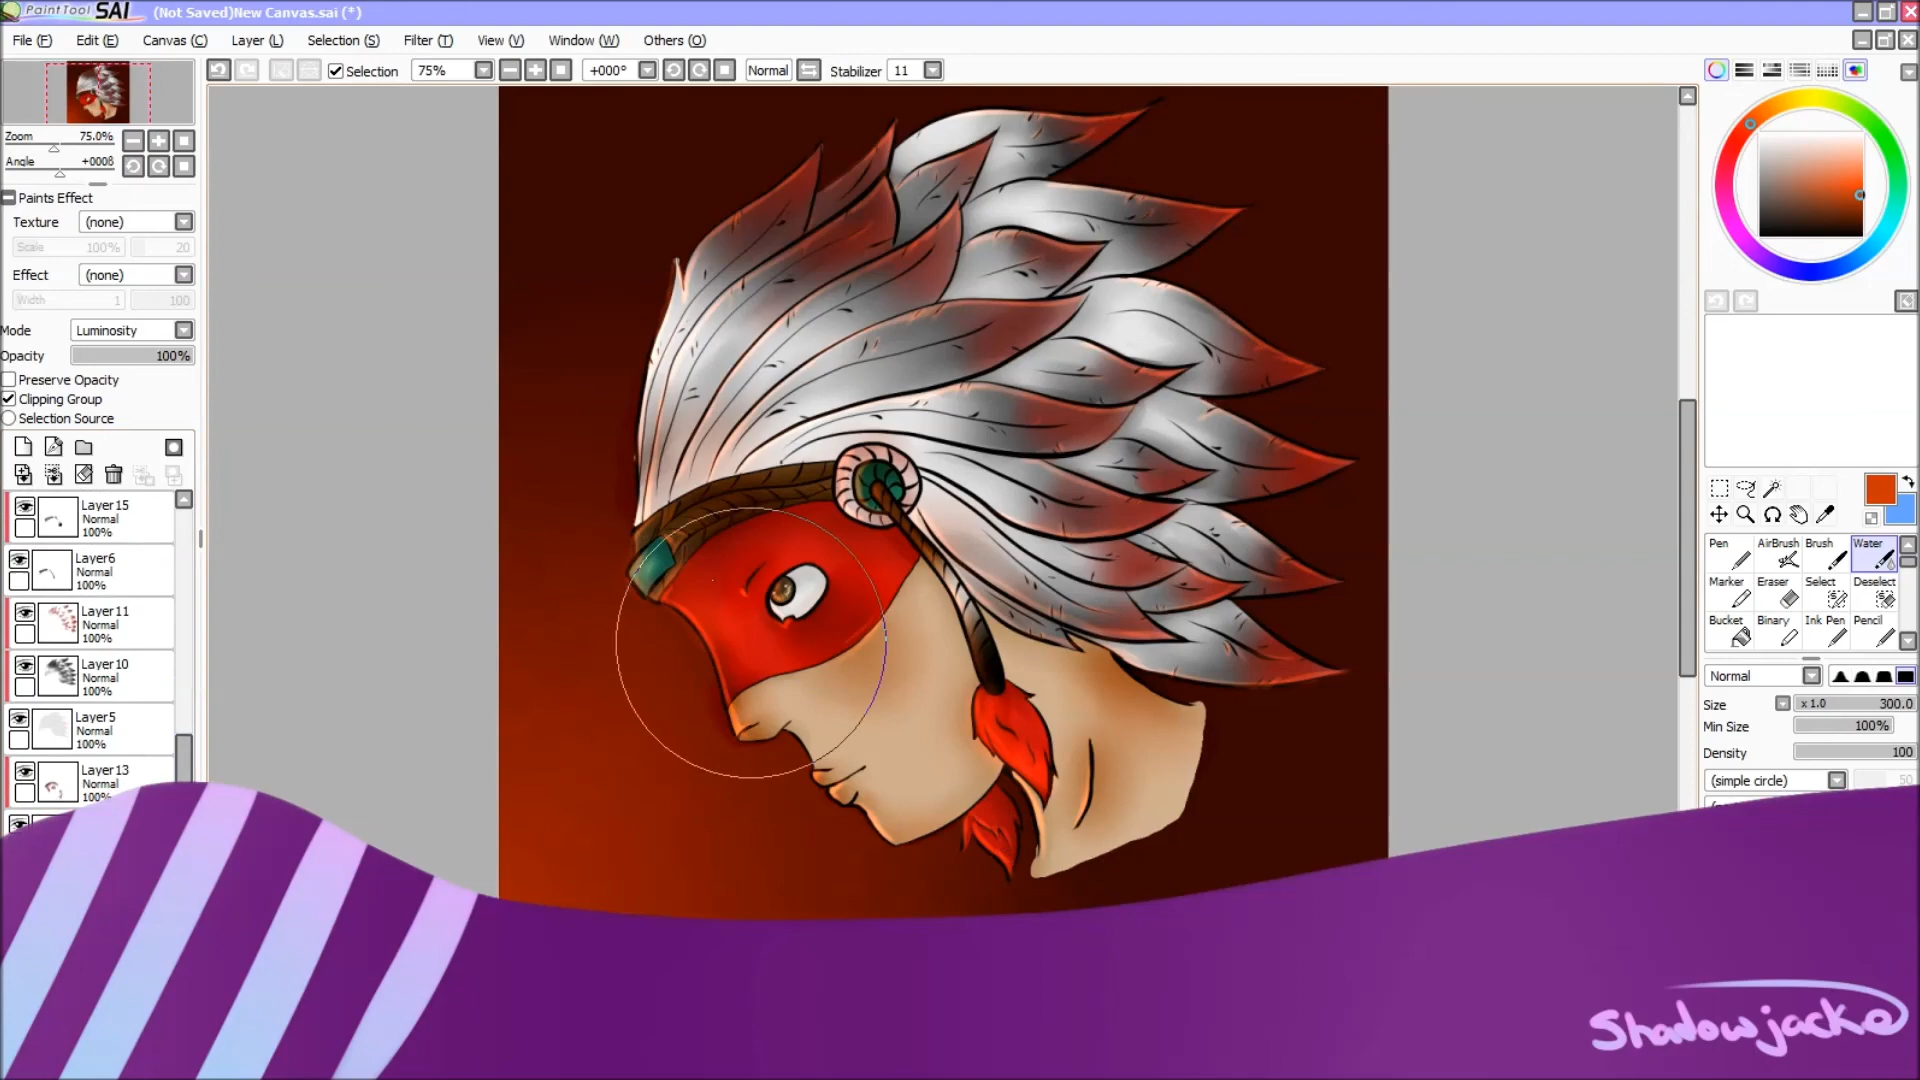 PaintTool SAI (Not Saved)New Canvas.sai (*)
File (F) Edit (E) Canvas (C) Layer (L) Selection (S) Filter (T) View (V) Window (W) Others (O)
Selection 75% +000° Normal Stabilizer 11
Zoom 75.0%
Angle +000ß
Paints Effect
Texture (none)
Scale 100% 20
Effect (none)
Width 1 100
Mode Luminosity
Opacity 100%
Preserve Opacity
Clipping Group
Selection Source
Layer15
Normal
100%
Layer6
Normal
100%
Layer11
Normal
100%
Layer10
Normal
100%
Layer5
Normal
100%
Layer13
Normal
100%
Pen AirBrush Brush Water
Marker Eraser Select Deselect
Bucket Binary Ink Pen Pencil
Normal
Size x 1.0 300.0
Min Size 100%
Density 100
(simple circle) 50
Shadowjacke